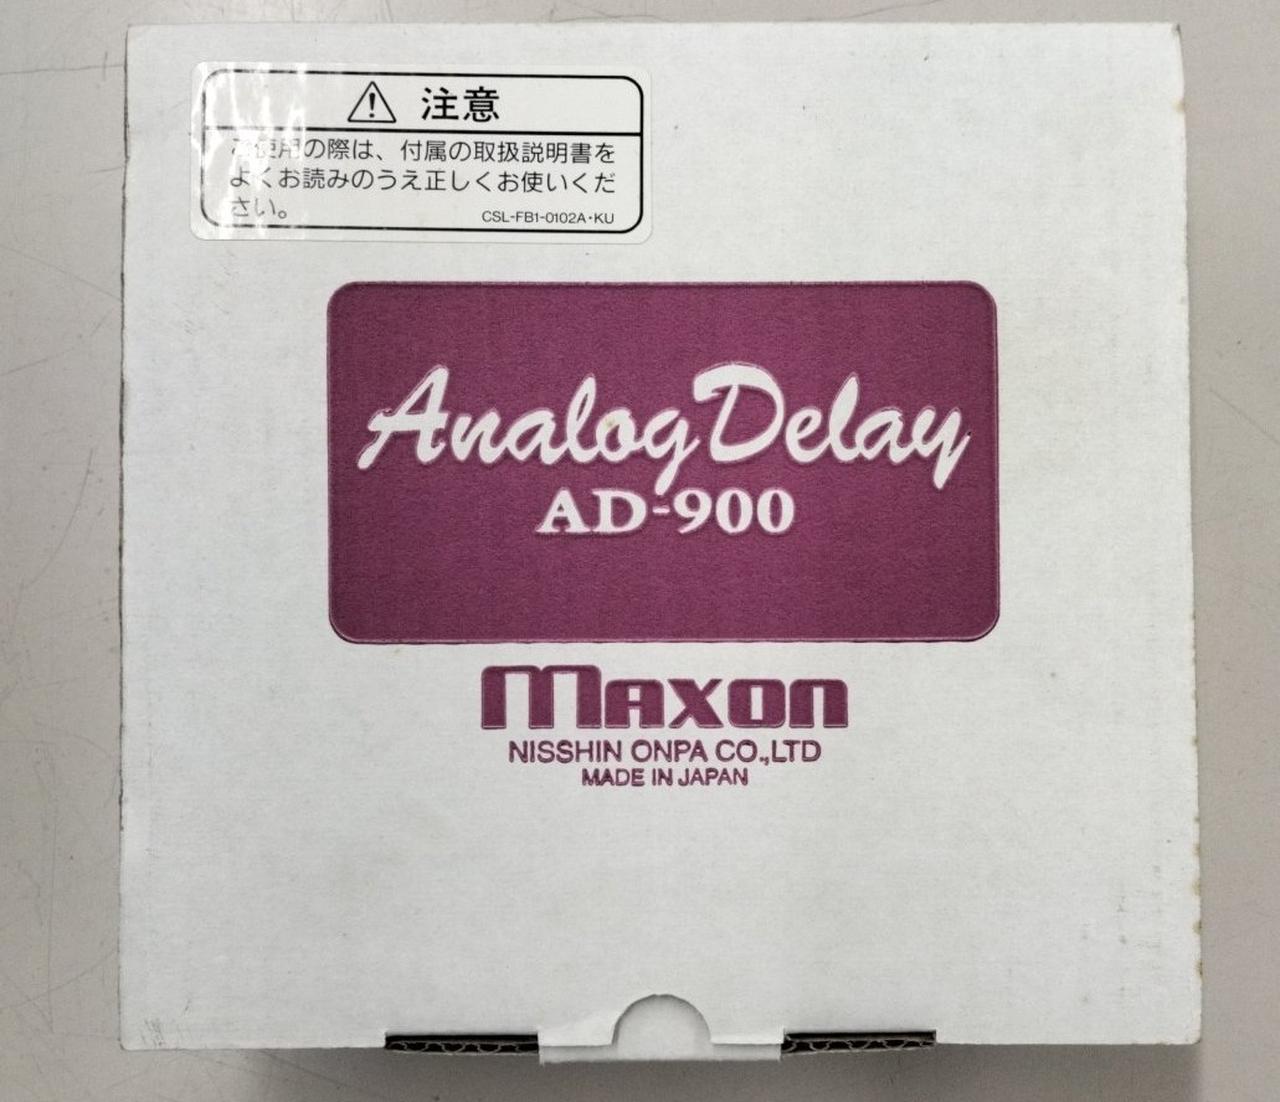 注意
ご使用の際は、付属の取扱説明書を
よくお読みのうえ正しくお使いくだ
さい。
CSL-FB1-0102A・KU
Analog Delay
AD-900
maxon
NISSHIN ONPA CO.,LTD
MADE IN JAPAN